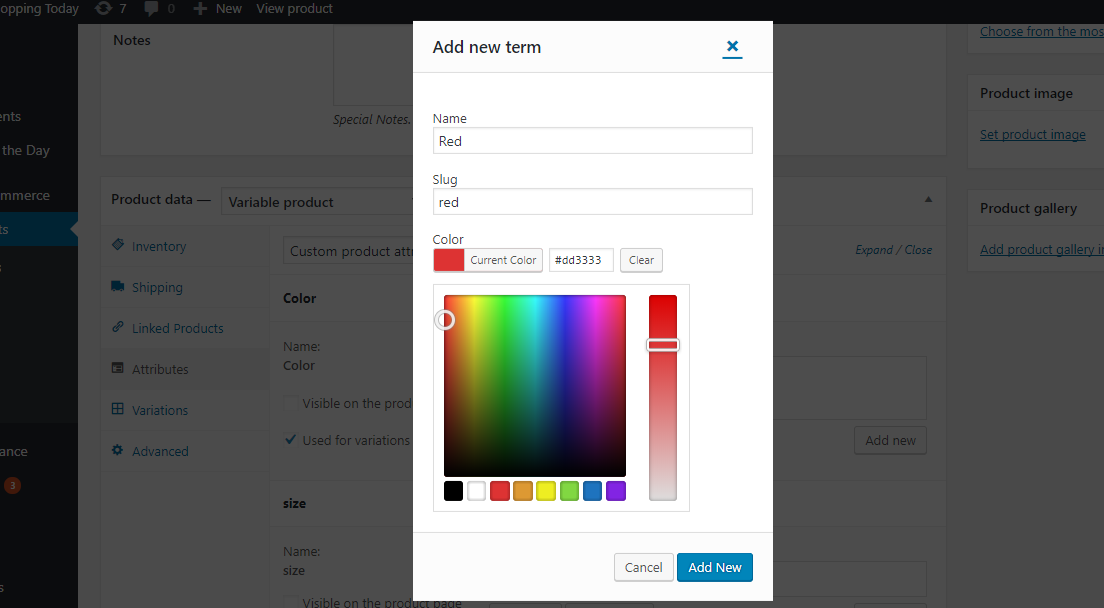 opping Today 7 0 New View product
Notes
Special Notes.
ents
the Day
mmerce
ts
s
ance
3
s
Product data — Variable product
Inventory
Shipping
Linked Products
Attributes
Variations
Advanced
Custom product att
Expand / Close
Color
Name:
Color
Visible on the prod
Used for variations
Add new
size
Name:
size
Visible on the product page
Add new term
Name
Red
Slug
red
Color
Current Color #dd3333 Clear
Cancel Add New
Choose from the mos
Product image
Set product image
Product gallery
Add product gallery i